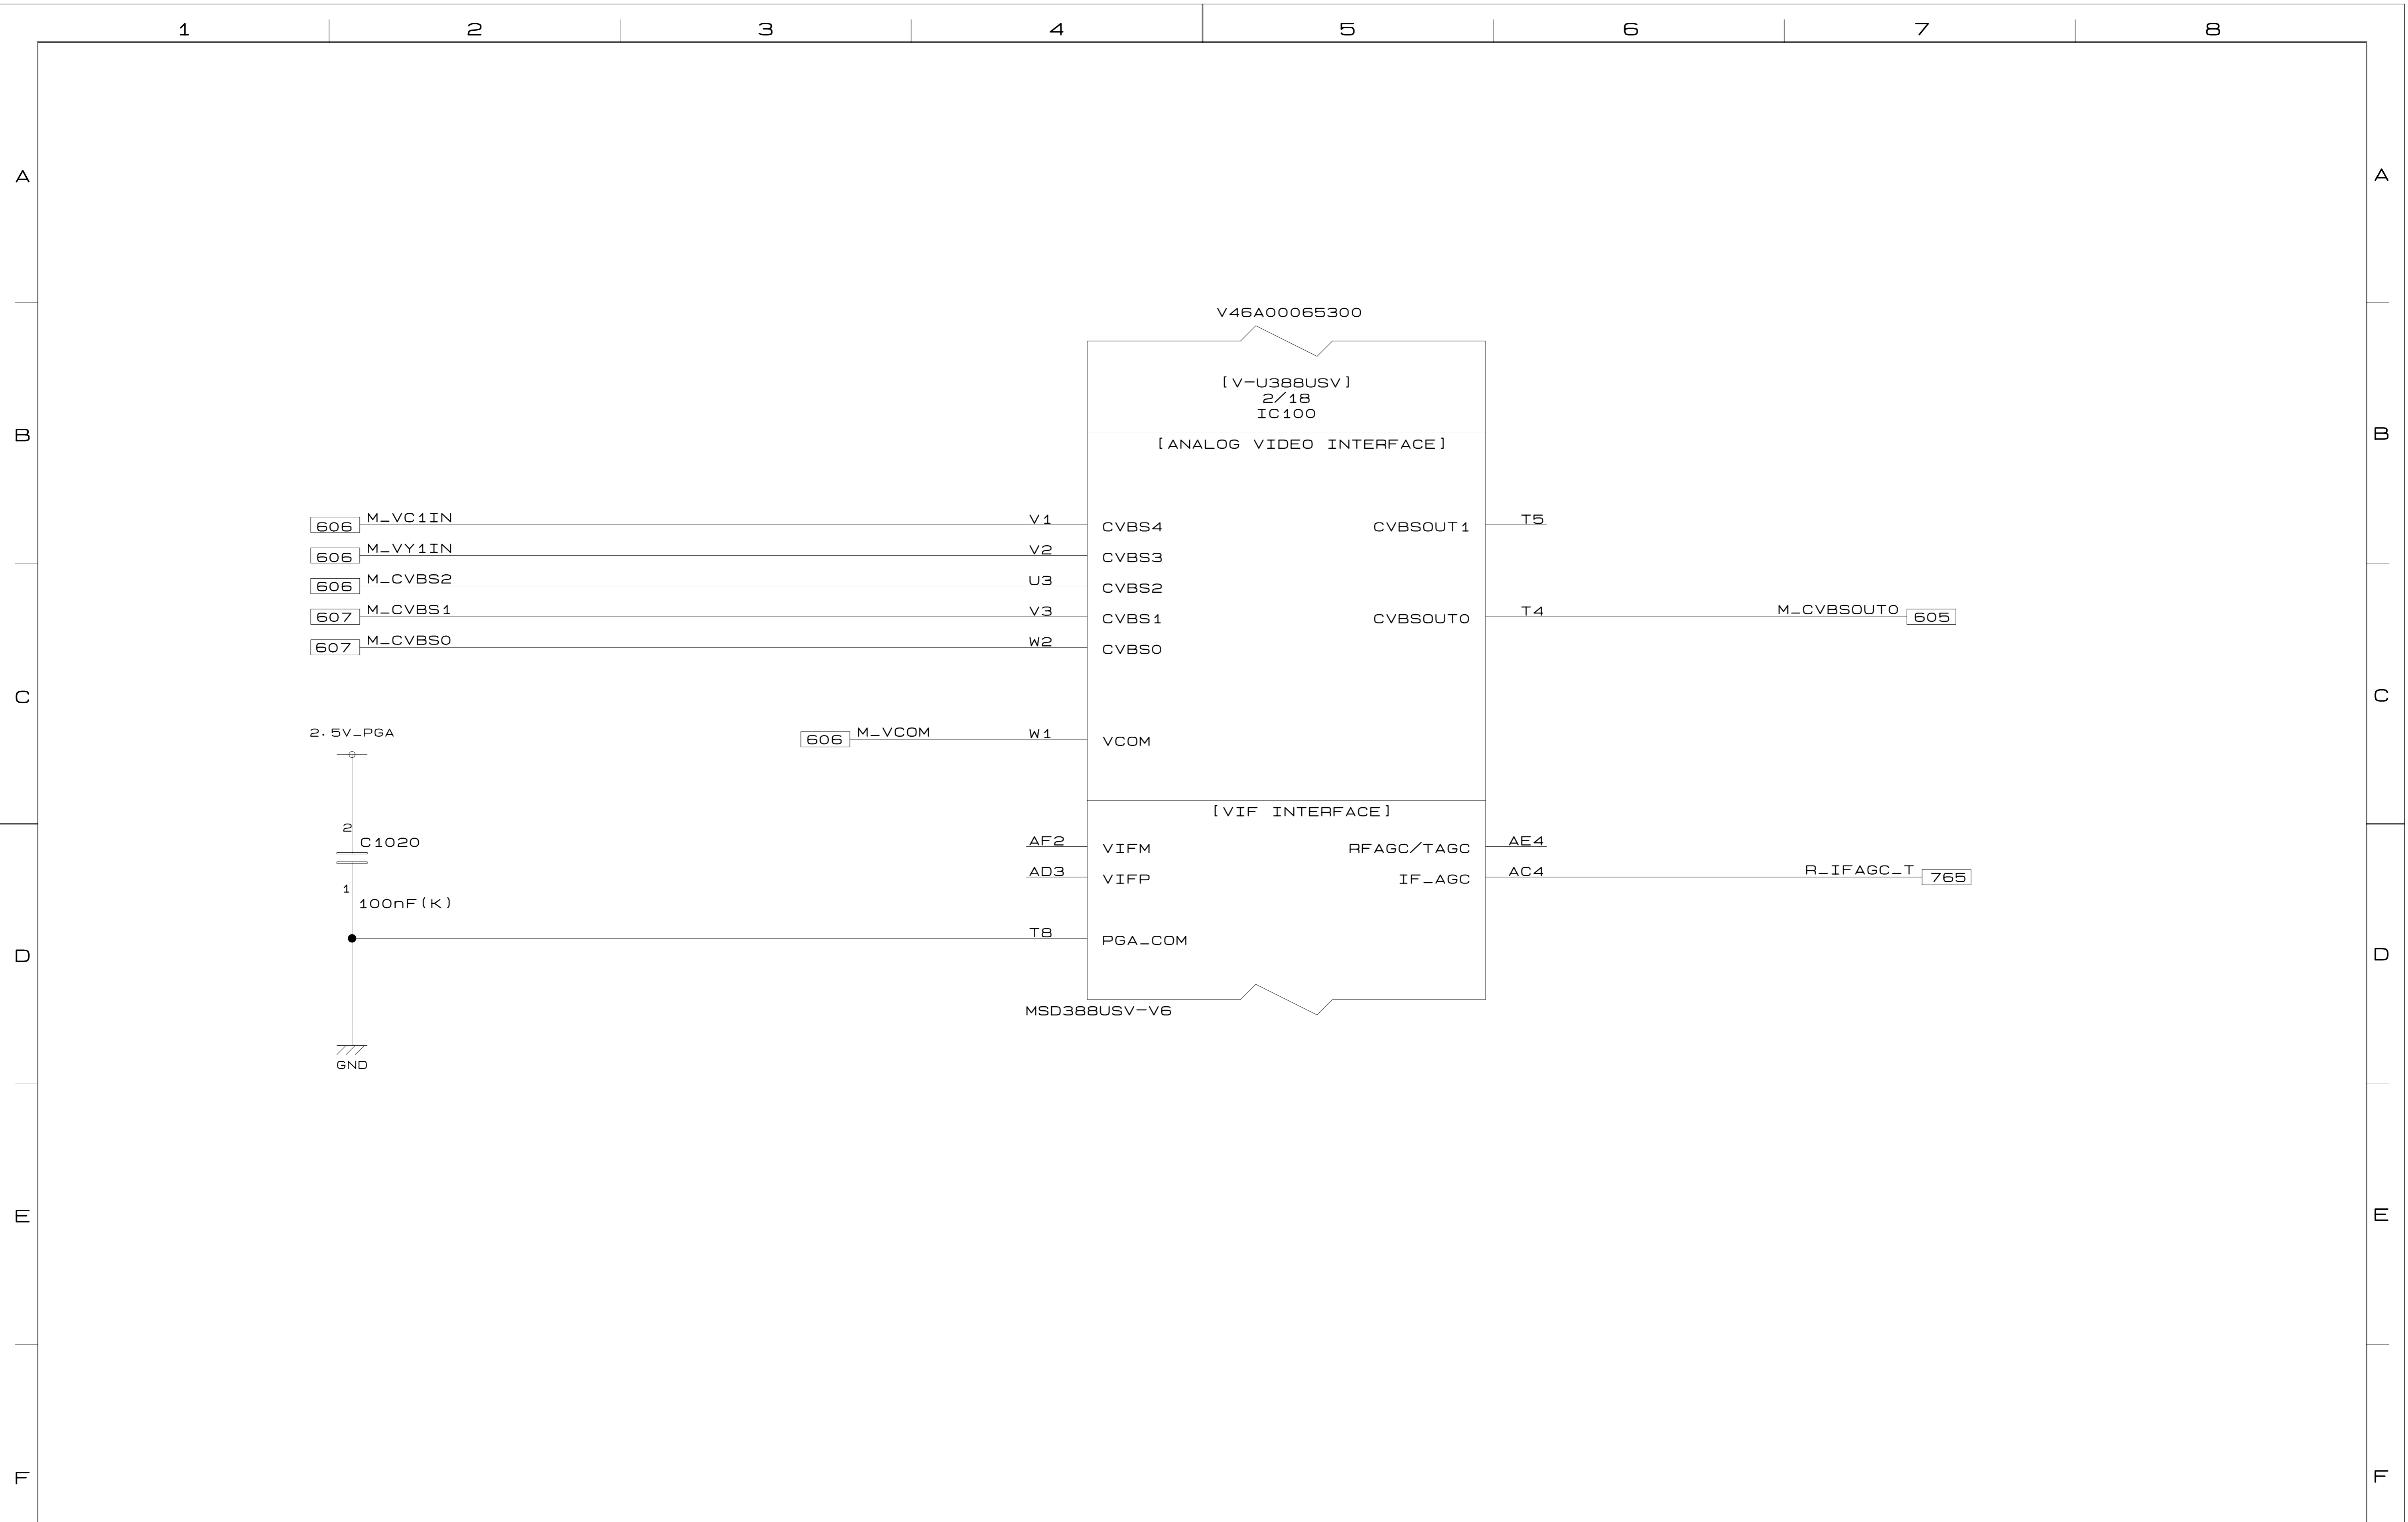 1 2 3 4 5 6 7 8
A A
V46A00065300
[V-U388USV]
2/18
IC100
B B
[ANALOG VIDEO INTERFACE]
606 M_VC1IN V1 CVBS4 CVBSOUT1 T5
606 M_VY1IN V2 CVBS3
606 M_CVBS2 U3 CVBS2
607 M_CVBS1 V3 CVBS1 CVBSOUT0 T4 M_CVBSOUT0 605
607 M_CVBS0 W2 CVBS0
C C
2.5V_PGA 606 M_VCOM W1 VCOM
[VIF INTERFACE]
2
C1020 AF2 VIFM RFAGC/TAGC AE4
AD3 VIFP IF_AGC AC4 R_IFAGC_T 765
1
100nF(K)
T8 PGA_COM
D D
MSD388USV-V6
GND
E E
F F